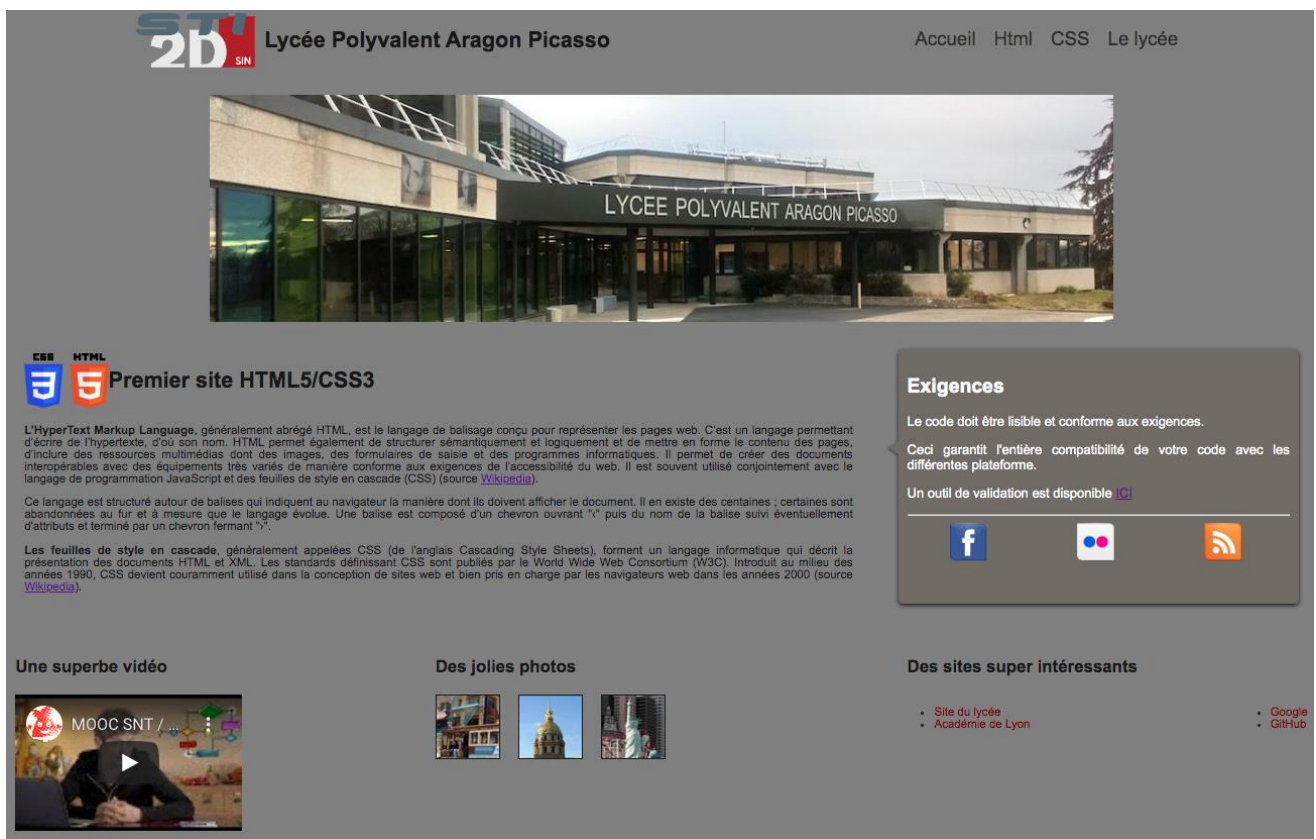 STI
2D
SIN
Lycée Polyvalent Aragon Picasso
Accueil Html CSS Le lycée
LYCEE POLYVALENT ARAGON PICASSO
CSS HTML
3 5
Premier site HTML5/CSS3
L'HyperText Markup Language, généralement abrégé HTML, est le langage de balisage conçu pour représenter les pages web. C'est un langage permettant
d'écrire de l'hypertexte, d'où son nom. HTML permet également de structurer sémantiquement et logiquement et de mettre en forme le contenu des pages,
d'inclure des ressources multimédias dont des images, des formulaires de saisie et des programmes informatiques. Il permet de créer des documents
interopérables avec des équipements très variés de manière conforme aux exigences de l'accessibilité du web. Il est souvent utilisé conjointement avec le
langage de programmation JavaScript et des feuilles de style en cascade (CSS) (source Wikipedia).
Ce langage est structuré autour de balises qui indiquent au navigateur la manière dont ils doivent afficher le document. Il en existe des centaines ; certaines sont
abandonnées au fur et à mesure que le langage évolue. Une balise est composé d'un chevron ouvrant "‹" puis du nom de la balise suivi éventuellement
d'attributs et terminé par un chevron fermant "›".
Les feuilles de style en cascade, généralement appelées CSS (de l'anglais Cascading Style Sheets), forment un langage informatique qui décrit la
présentation des documents HTML et XML. Les standards définissant CSS sont publiés par le World Wide Web Consortium (W3C). Introduit au milieu des
années 1990, CSS devient couramment utilisé dans la conception de sites web et bien pris en charge par les navigateurs web dans les années 2000 (source
Wikipedia).
Exigences
Le code doit être lisible et conforme aux exigences.
Ceci garantit l'entière compatibilité de votre code avec les
différentes plateforme.
Un outil de validation est disponible ICI
f
Une superbe vidéo
MOOC SNT / ...
Des jolies photos
Des sites super intéressants
• Site du lycée
• Académie de Lyon
• Google
• GitHub